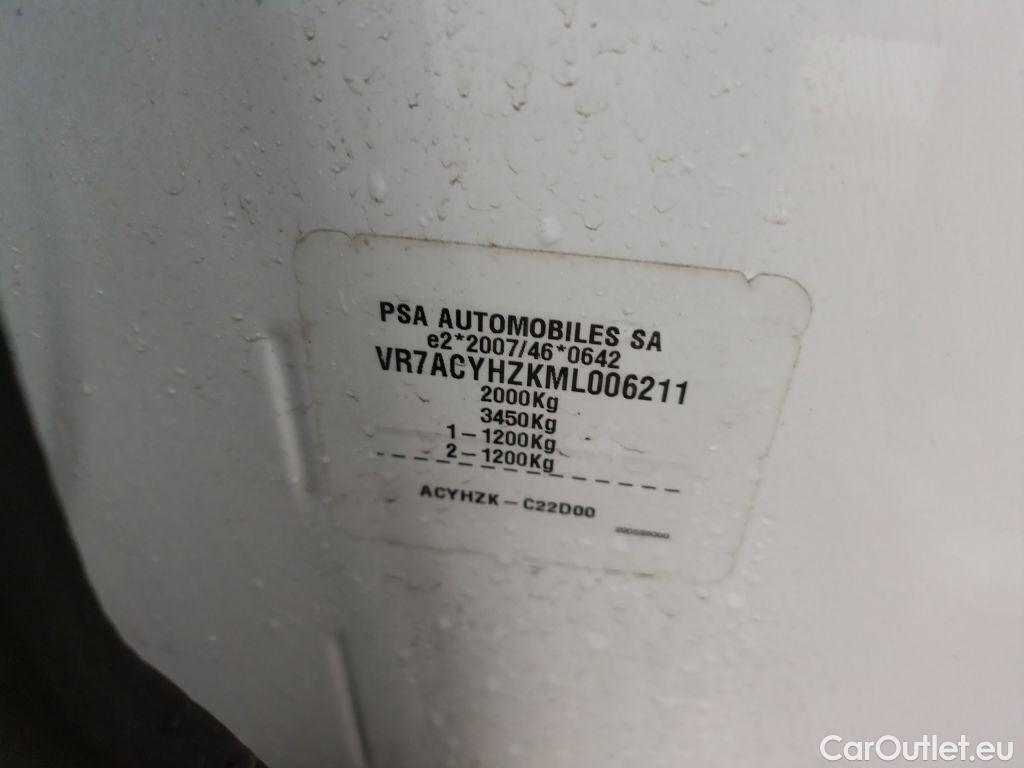 PSA AUTOMOBILES SA
e2*2007/46*0642
VR7ACYHZKML006211
2000Kg
3450Kg
1-1200Kg
2-1200Kg
ACYHZK-C22D00
CarOutlet.eu